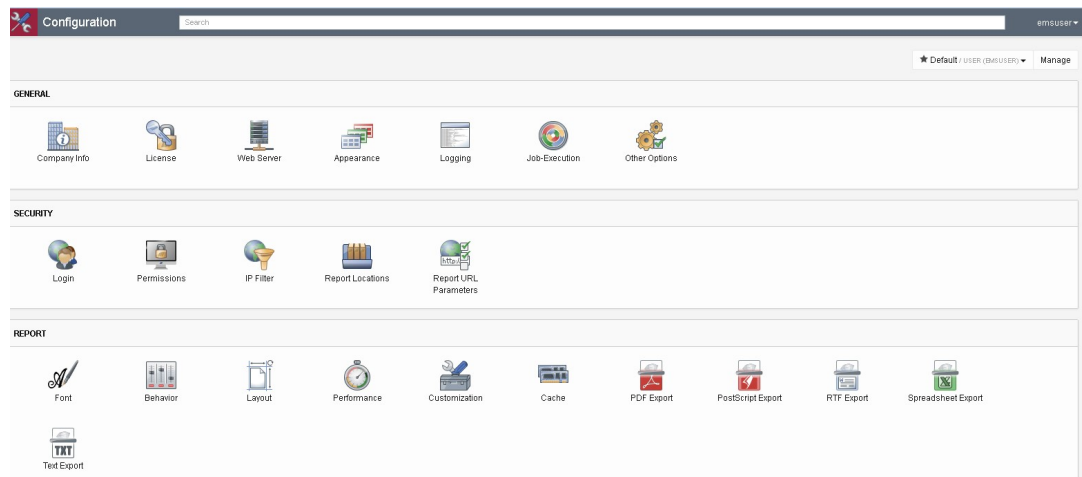 Configuration
Search
emsuser
Default / USER (EMSUSER)
Manage
GENERAL
Company Info
License
Web Server
Appearance
Logging
Job-Execution
Other Options
SECURITY
Login
Permissions
IP Filter
Report Locations
Report URL
Parameters
http:/
REPORT
Font
Behavior
Layout
Performance
Customization
Cache
PDF Export
PostScript Export
RTF Export
Spreadsheet Export
TXT
Text Export